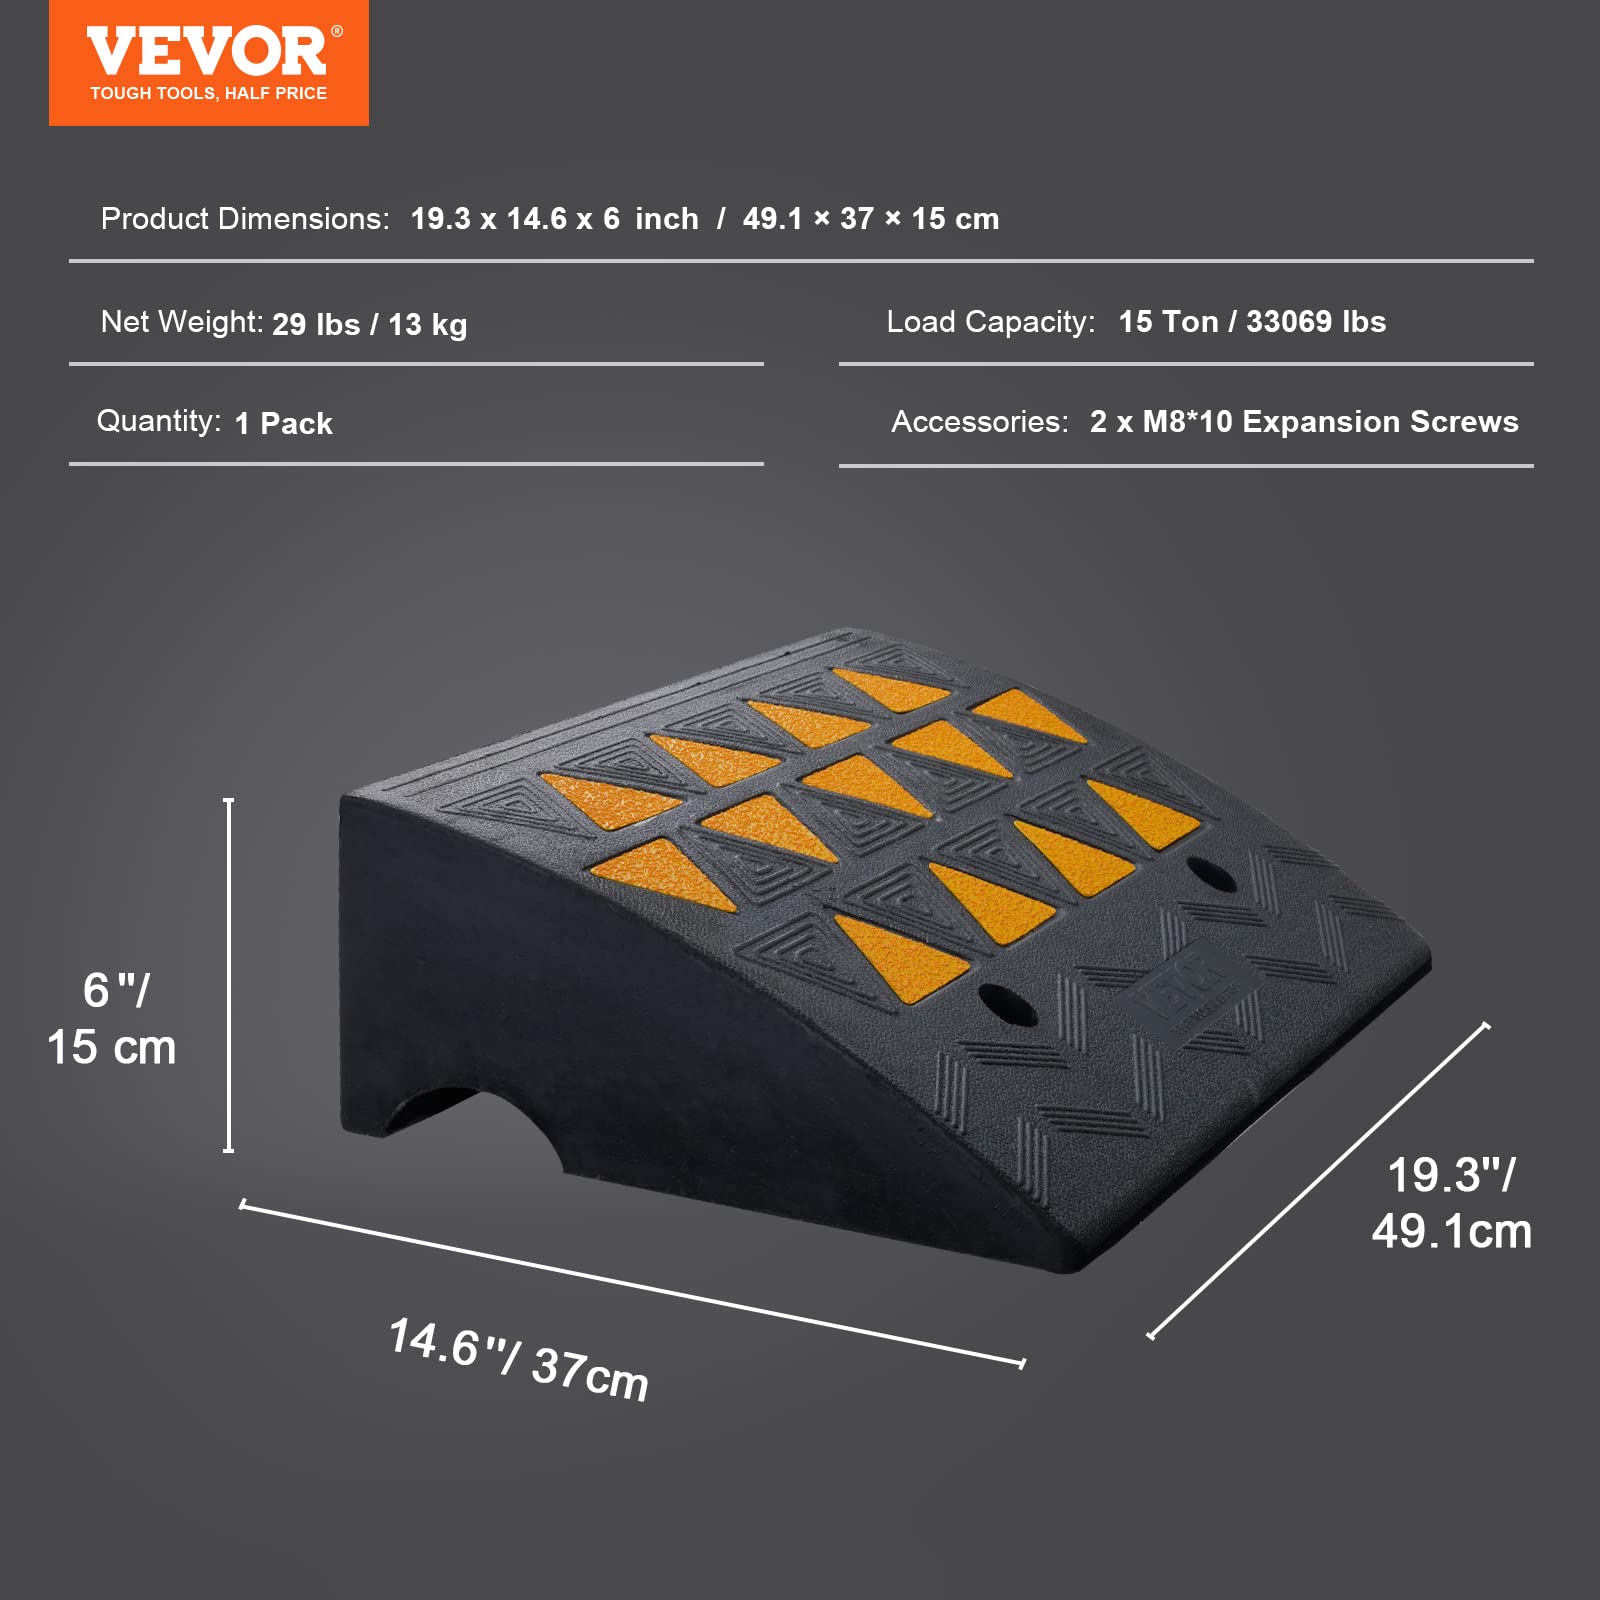 VEVOR®
TOUGH TOOLS, HALF PRICE
Product Dimensions: 19.3 x 14.6 x 6 inch / 49.1 × 37 × 15 cm
Net Weight: 29 lbs / 13 kg
Load Capacity: 15 Ton / 33069 lbs
Quantity: 1 Pack
Accessories: 2 x M8*10 Expansion Screws
VEVOR
6"/
15 cm
14.6"/ 37cm
19.3"/
49.1cm